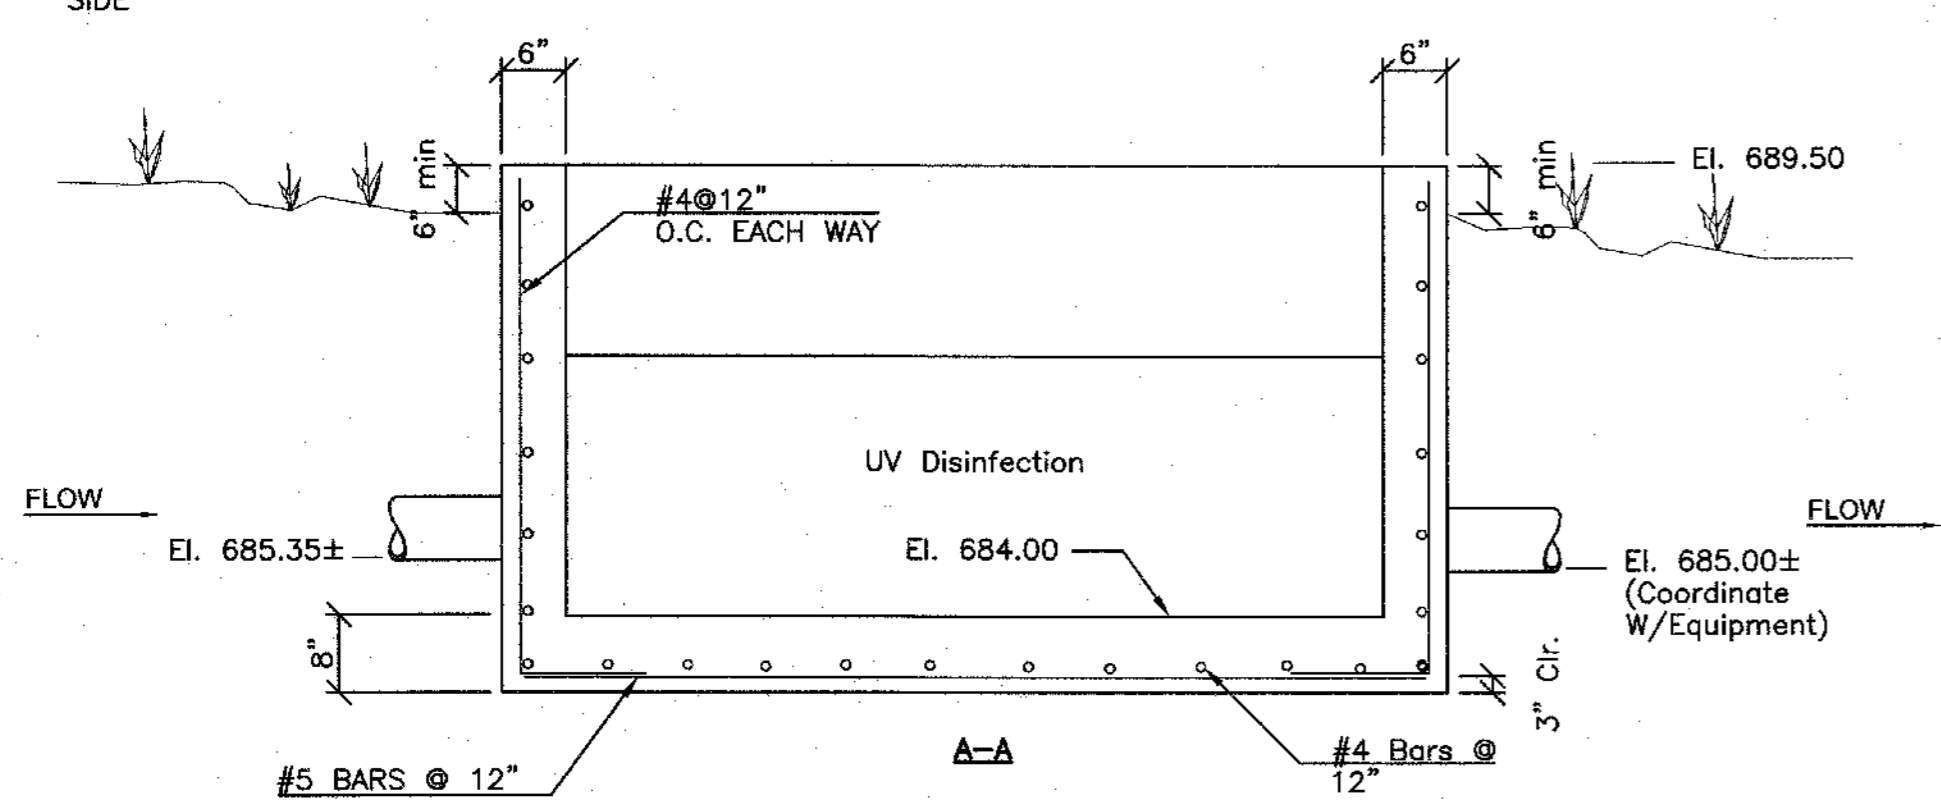 SIDE
6"
6"
6" min
6" min
El. 689.50
#4@12"
O.C. EACH WAY
UV Disinfection
FLOW
FLOW
El. 685.35±
El. 684.00
El. 685.00±
(Coordinate
W/Equipment)
8"
3" Clr.
A-A
#5 BARS @ 12"
#4 Bars @
12"